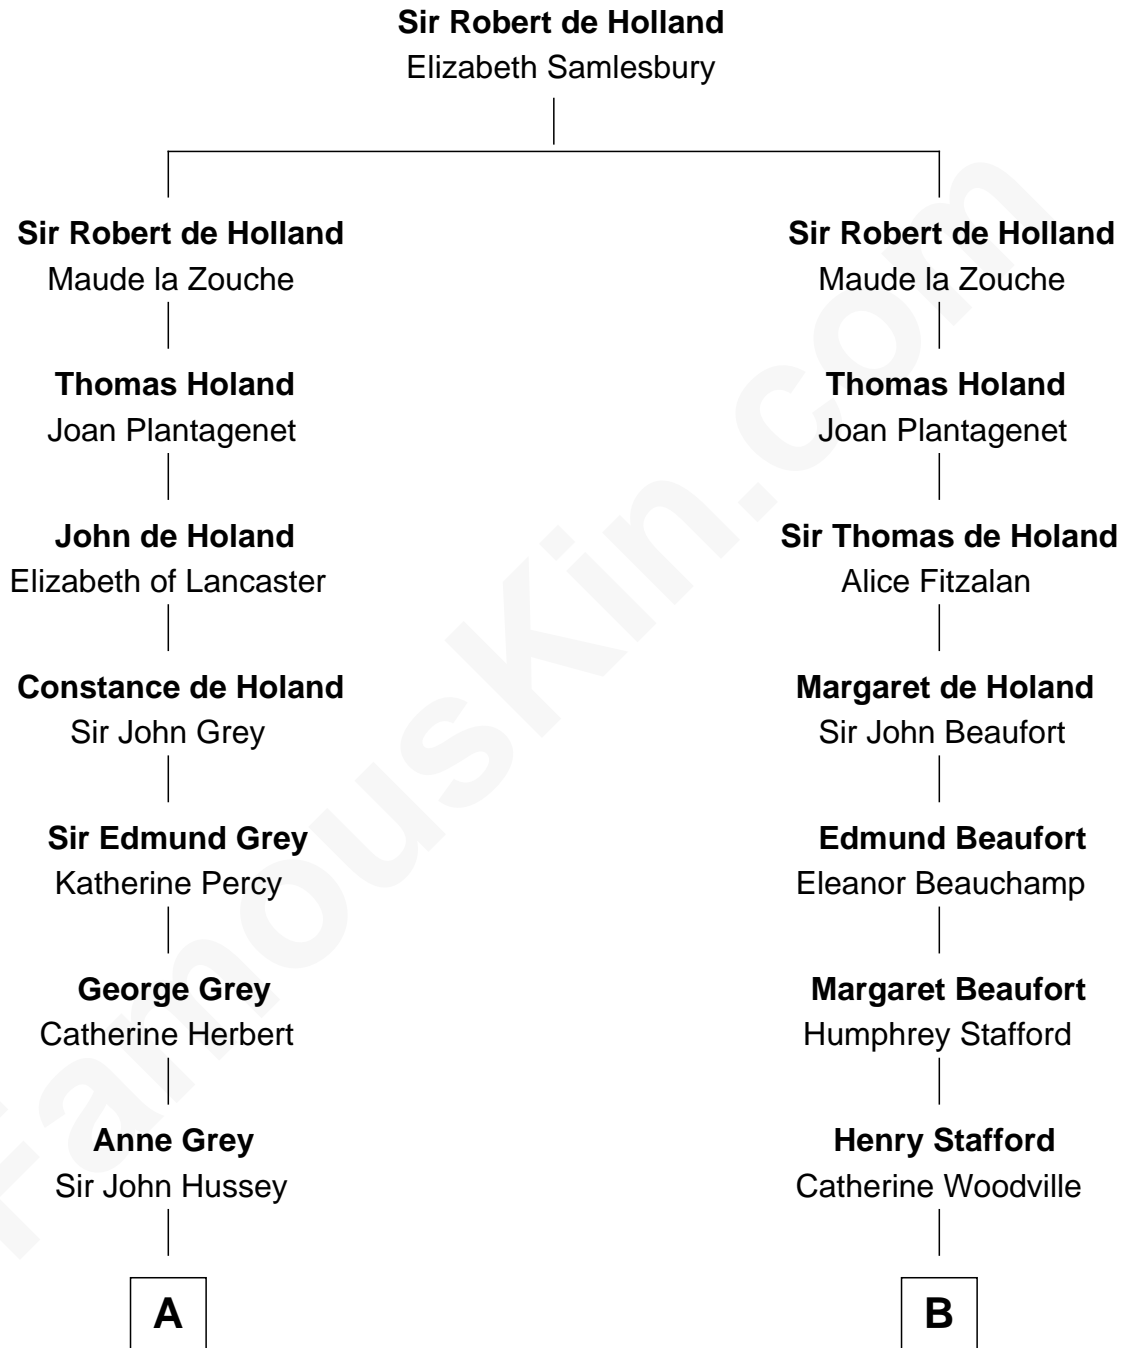 Sir Robert de Holland
Elizabeth Samlesbury
Sir Robert de Holland
Maude la Zouche
Thomas Holand
Joan Plantagenet
John de Holand
Elizabeth of Lancaster
Constance de Holand
Sir John Grey
Sir Edmund Grey
Katherine Percy
George Grey
Catherine Herbert
Anne Grey
Sir John Hussey
A
Sir Robert de Holland
Maude la Zouche
Thomas Holand
Joan Plantagenet
Sir Thomas de Holand
Alice Fitzalan
Margaret de Holand
Sir John Beaufort
Edmund Beaufort
Eleanor Beauchamp
Margaret Beaufort
Humphrey Stafford
Henry Stafford
Catherine Woodville
B
FamousKin.com